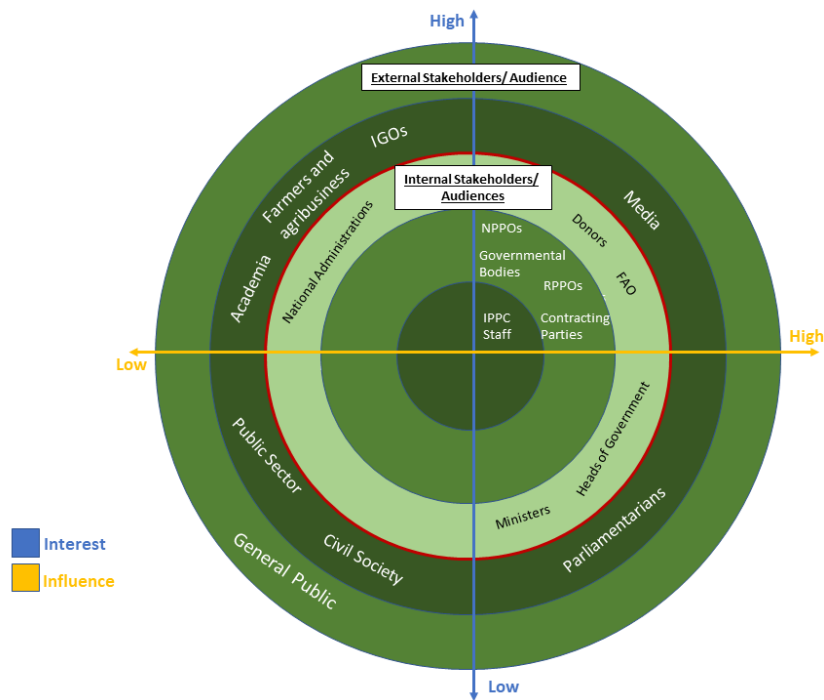 High
External Stakeholders/ Audience
IGOs
Farmers and
agribusiness
Academia
Media
Internal Stakeholders/
Audiences
National Administrations
NPPOs
Governmental
Bodies
RPPOs
IPPC
Staff
Contracting
Parties
Donors
FAO
Low
High
Public Sector
Civil Society
General Public
Ministers
Heads of Government
Parliamentarians
Interest
Influence
Low